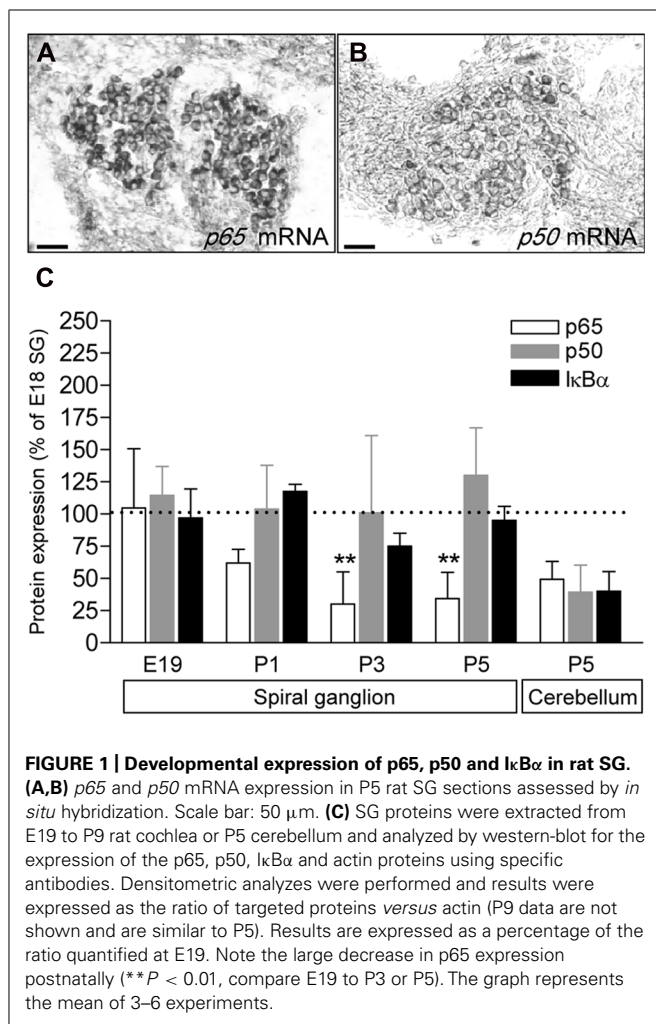 A
B
p65 mRNA
p50 mRNA
C
Protein expression (% of E18 SG)
250
225
200
175
150
125
100
75
50
25
0
p65
p50
IκBα
**
**
E19 P1 P3 P5 P5
Spiral ganglion Cerebellum
FIGURE 1 | Developmental expression of p65, p50 and IκBα in rat SG.
(A,B) p65 and p50 mRNA expression in P5 rat SG sections assessed by in
situ hybridization. Scale bar: 50 μm. (C) SG proteins were extracted from
E19 to P9 rat cochlea or P5 cerebellum and analyzed by western-blot for the
expression of the p65, p50, IκBα and actin proteins using specific
antibodies. Densitometric analyzes were performed and results were
expressed as the ratio of targeted proteins versus actin (P9 data are not
shown and are similar to P5). Results are expressed as a percentage of the
ratio quantified at E19. Note the large decrease in p65 expression
postnatally (**P < 0.01, compare E19 to P3 or P5). The graph represents
the mean of 3–6 experiments.